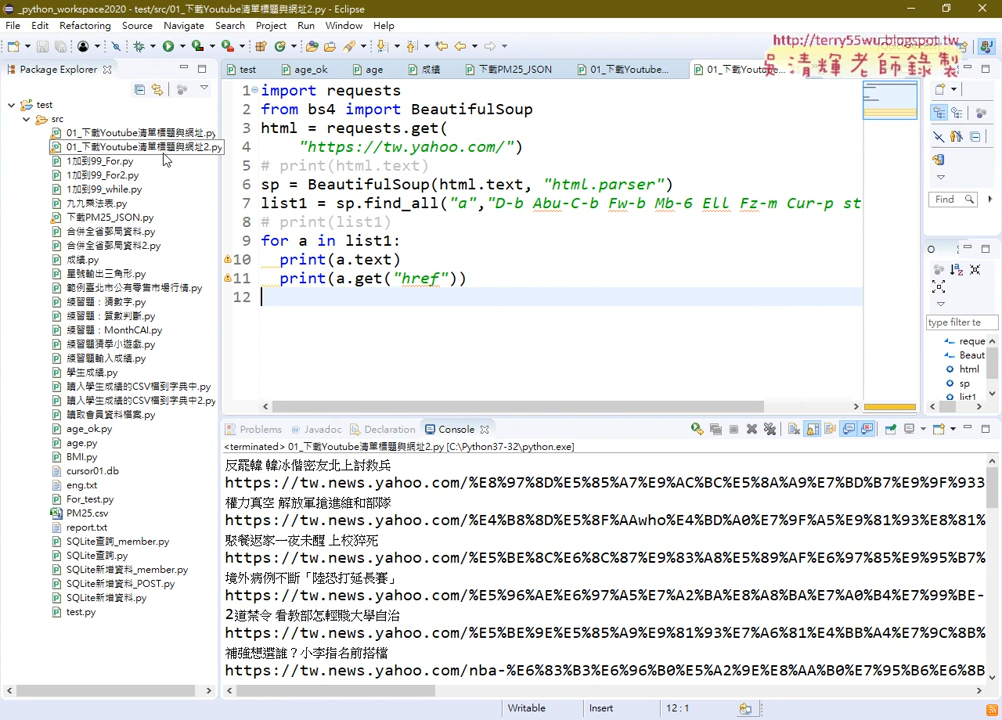 _python_workspace2020 - test/src/01_下載Youtube清單標題與網址2.py - Eclipse
File Edit Refactoring Source Navigate Search Project Run Window Help
http://terry55wu.blogspot.tw
吳清輝老師錄製
Package Explorer
test age_ok age 成績 下載PM25_JSON 01_下載Youtube... 01_下載Youtu
test
src
01_下載Youtube清單標題與網址.py
01_下載Youtube清單標題與網址2.py
1加到99_For.py
1加到99_For2.py
1加到99_while.py
九九乘法表.py
下載PM25_JSON.py
合併全省郵局資料.py
合併全省郵局資料2.py
成績.py
星號輸出三角形.py
範例臺北市公有零售市場行情.py
練習題：猜數字.py
練習題：質數判斷.py
練習題：MonthCAI.py
練習題猜拳小遊戲.py
練習題輸入成績.py
學生成績.py
讀入學生成績的CSV檔到字典中.py
讀入學生成績的CSV檔到字典中2.py
讀取會員資料檔案.py
age_ok.py
age.py
BMI.py
cursor01.db
eng.txt
For_test.py
PM25.csv
report.txt
SQLite查詢_member.py
SQLite查詢.py
SQLite新增資料_member.py
SQLite新增資料_POST.py
SQLite新增資料.py
test.py
1 import requests
2 from bs4 import BeautifulSoup
3 html = requests.get(
4 "https://tw.yahoo.com/")
5 # print(html.text)
6 sp = BeautifulSoup(html.text, "html.parser")
7 list1 = sp.find_all("a","D-b Abu-C-b Fw-b Mb-6 Ell Fz-m Cur-p st
8 # print(list1)
9 for a in list1:
10 print(a.text)
11 print(a.get("href"))
12
Find
type filter te
reque
Beaut
html
sp
list1
Problems Javadoc Declaration Console
<terminated> 01_下載Youtube清單標題與網址2.py [C:\Python37-32\python.exe]
反罷韓 韓冰偕密友北上討救兵
https://tw.news.yahoo.com/%E8%97%8D%E5%85%A7%E9%AC%BC%E5%8A%A9%E7%BD%B7%E9%9F%933
權力真空 解放軍搶進維和部隊
https://tw.news.yahoo.com/%E4%B8%8D%E5%8F%AAwho%E4%BD%A0%E7%9F%A5%E9%81%93%E8%81%
駁餐返家一夜未醒 上校猝死
https://tw.news.yahoo.com/%E5%BE%8C%E6%8C%87%E9%83%A8%E5%89%AF%E6%97%85%E9%95%B7%
境外病例不斷「陸恐打延長賽」
https://tw.news.yahoo.com/%E5%96%AE%E6%97%A5%E7%A2%BA%E8%A8%BA%E7%A0%B4%E7%99%BE-
2道禁令 看教部怎輕賤大學自治
https://tw.news.yahoo.com/%E5%BE%9E%E5%85%A9%E9%81%93%E7%A6%81%E4%BB%A4%E7%9C%8B%
補強想選誰？小李指名前搭檔
https://tw.news.yahoo.com/nba-%E6%83%B3%E6%96%B0%E5%A2%9E%E8%AA%B0%E7%95%B6%E6%8B
Writable Insert 12 : 1